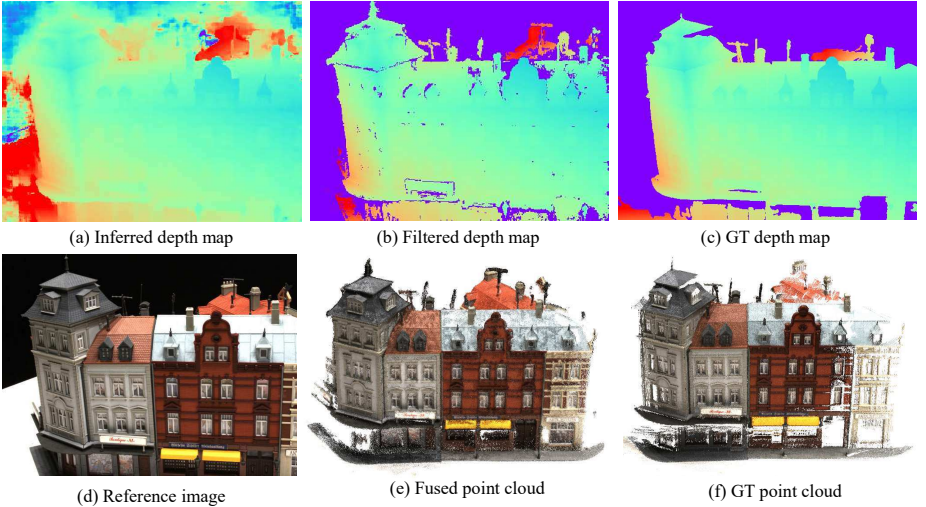 (a) Inferred depth map
(b) Filtered depth map
(c) GT depth map
(d) Reference image
(e) Fused point cloud
(f) GT point cloud